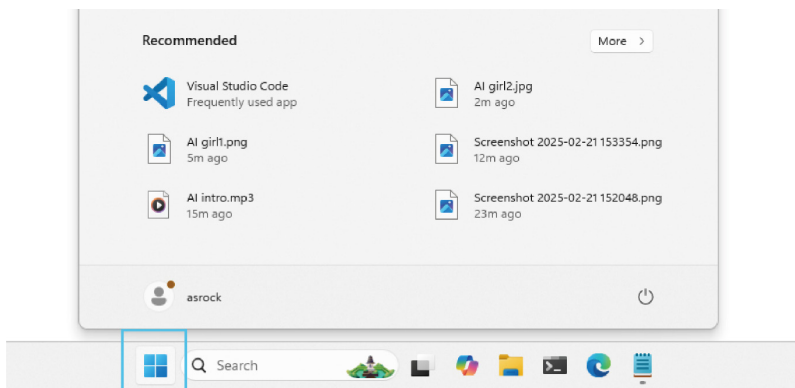 Recommended
More >
Visual Studio Code
Frequently used app
AI girl2.jpg
2m ago
AI girl1.png
5m ago
Screenshot 2025-02-21 153354.png
12m ago
AI intro.mp3
15m ago
Screenshot 2025-02-21 152048.png
23m ago
asrock
Search